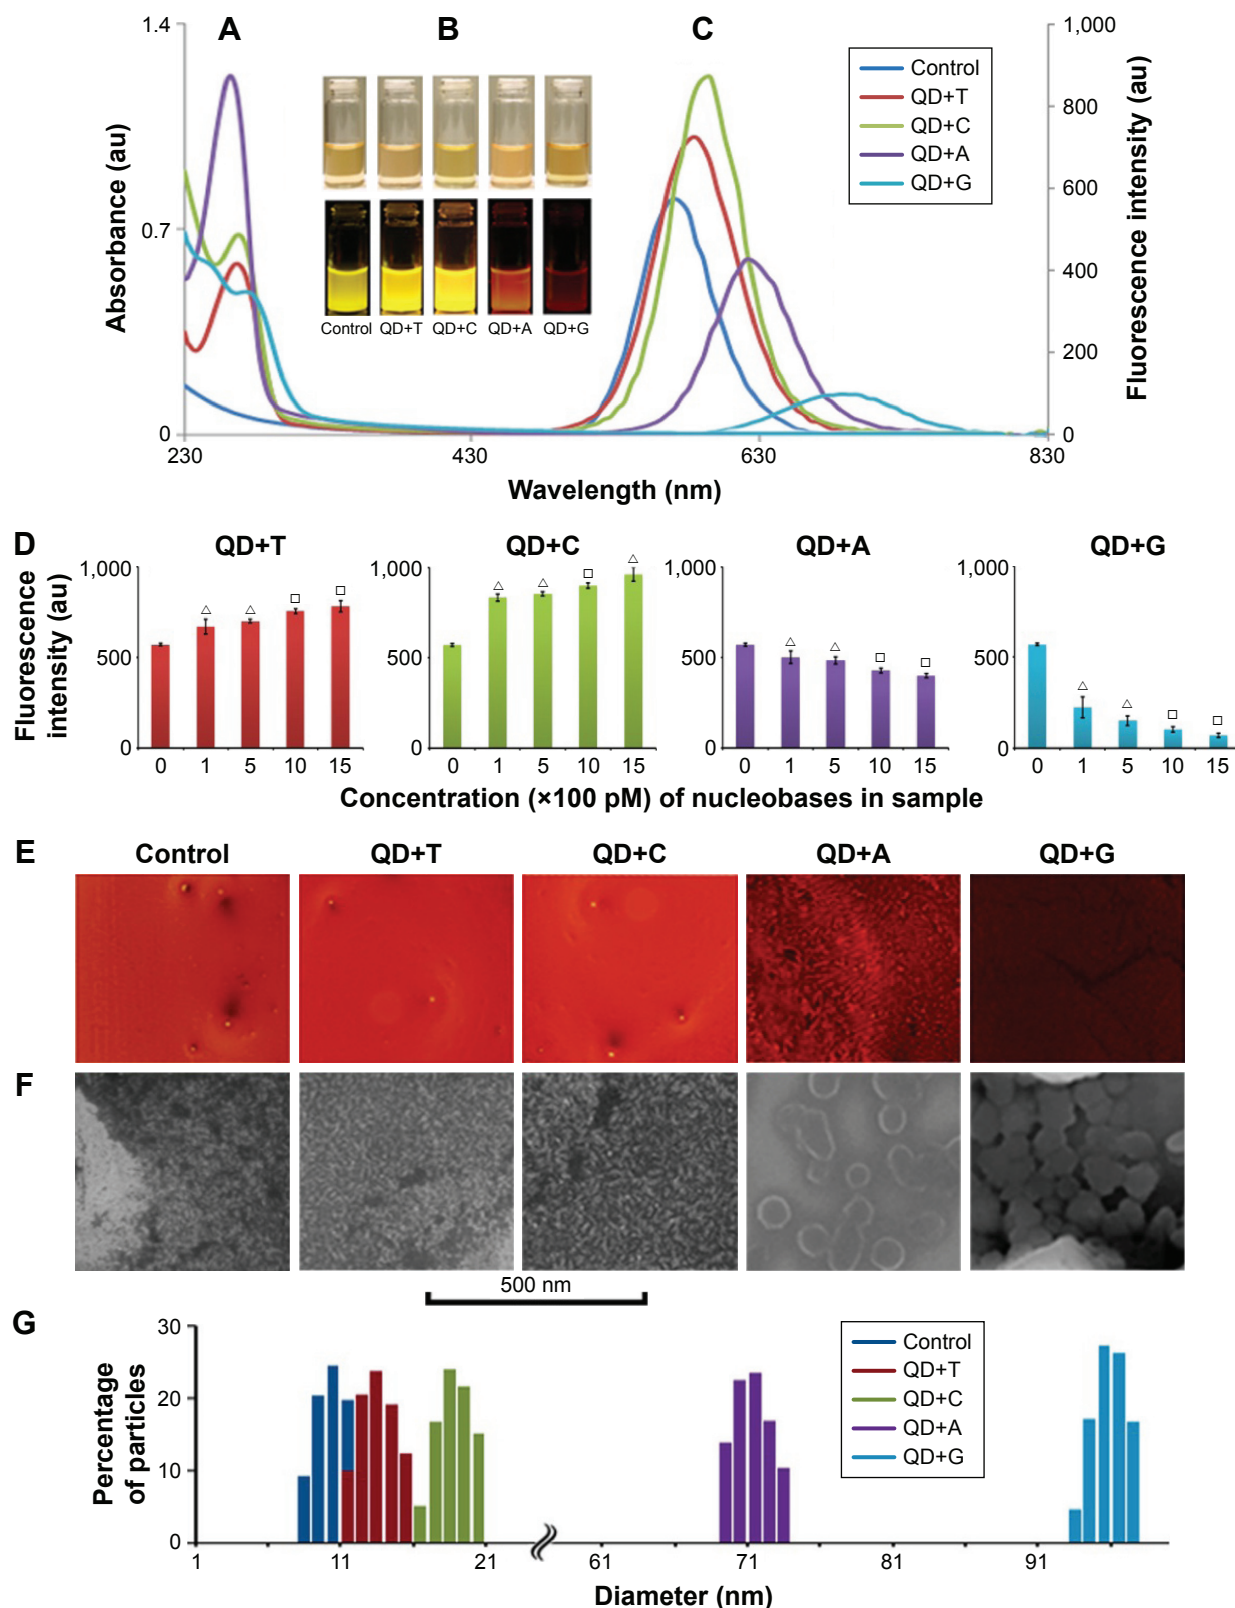 A B C
1.4
0.7
0
Absorbance (au)
1,000
800
600
400
200
0
Fluorescence intensity (au)
Control
QD+T
QD+C
QD+A
QD+G
Control QD+T QD+C QD+A QD+G
230 430 630 830
Wavelength (nm)
D
QD+T QD+C QD+A QD+G
Fluorescence
intensity (au)
1,000 1,000 1,000 1,000
500 500 500 500
0 0 0 0
0 1 5 10 15 0 1 5 10 15 0 1 5 10 15 0 1 5 10 15
Concentration (×100 pM) of nucleobases in sample
E
Control QD+T QD+C QD+A QD+G
F
500 nm
G
30
20
10
0
Percentage
of particles
Control
QD+T
QD+C
QD+A
QD+G
1 11 21 61 71 81 91
Diameter (nm)